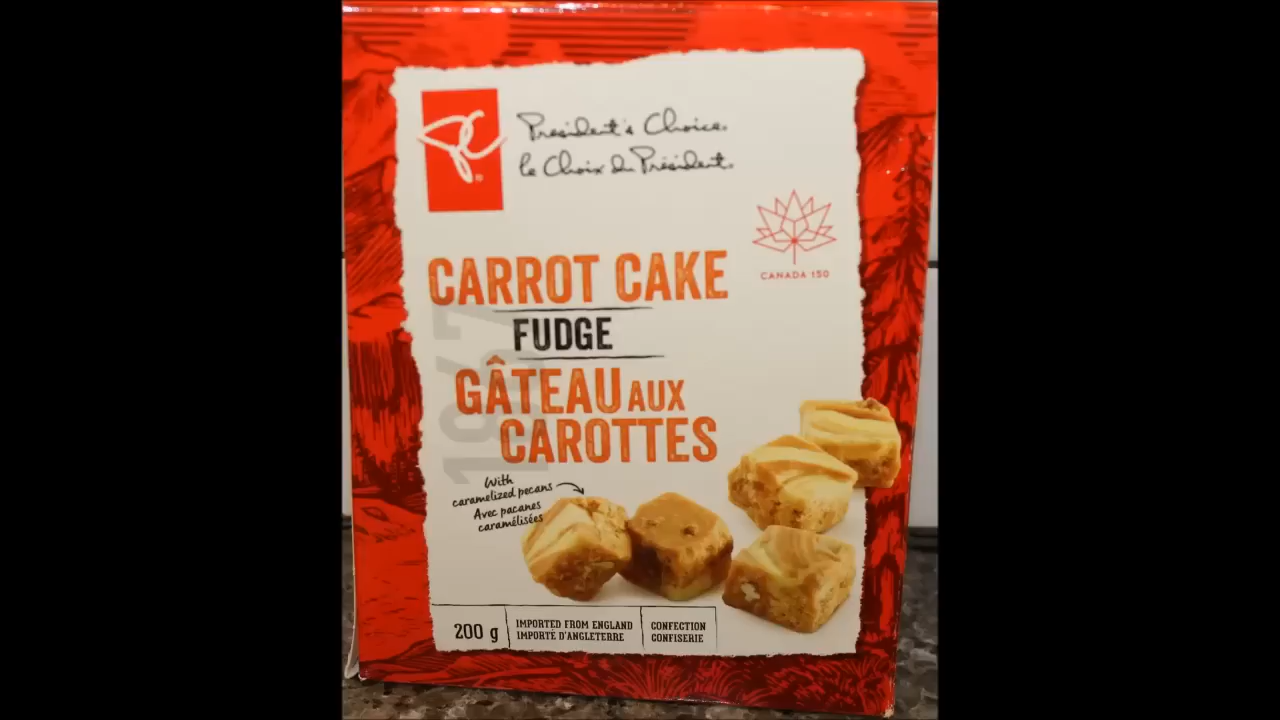 President's Choice
le Choix du Président
CANADA 150
CARROT CAKE
FUDGE
GÂTEAU AUX
CAROTTES
1867
With
caramelized pecans
Avec pacanes
caramélisées
200 g
IMPORTED FROM ENGLAND
IMPORTÉ D'ANGLETERRE
CONFECTION
CONFISERIE